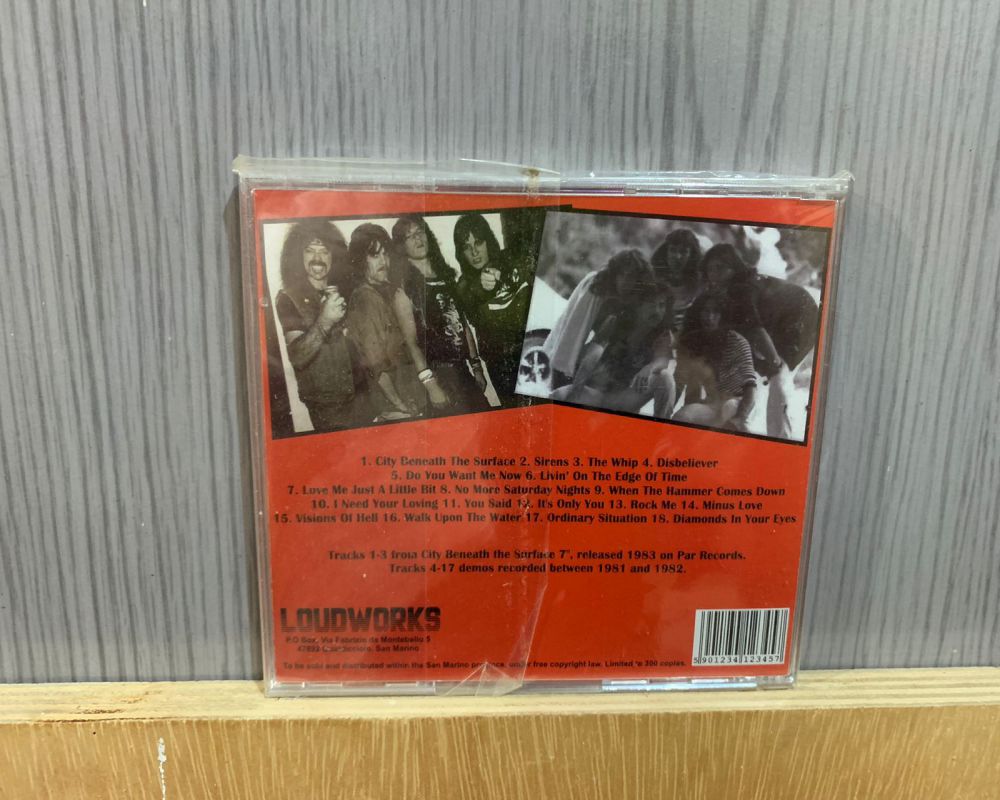 1. City Beneath The Surface 2. Sirens 3. The Whip 4. Disbeliever
5. Do You Want Me Now 6. Livin' On The Edge Of Time
7. Love Me Just A Little Bit 8. No More Saturday Nights 9. When The Hammer Comes Down
10. I Need Your Loving 11. You Said 12. It's Only You 13. Rock Me 14. Minus Love
15. Visions Of Hell 16. Walk Upon The Water 17. Ordinary Situation 18. Diamonds In Your Eyes
Tracks 1-3 from City Beneath the Surface 7", released 1983 on Par Records.
Tracks 4-17 demos recorded between 1981 and 1982.
LOUDWORKS
P.O Box, Via Fabrizio da Montebello 5
San Marino
To be sold and distributed within the San Marino province, under free copyright law. Limited to 300 copies.
5 901234 123457